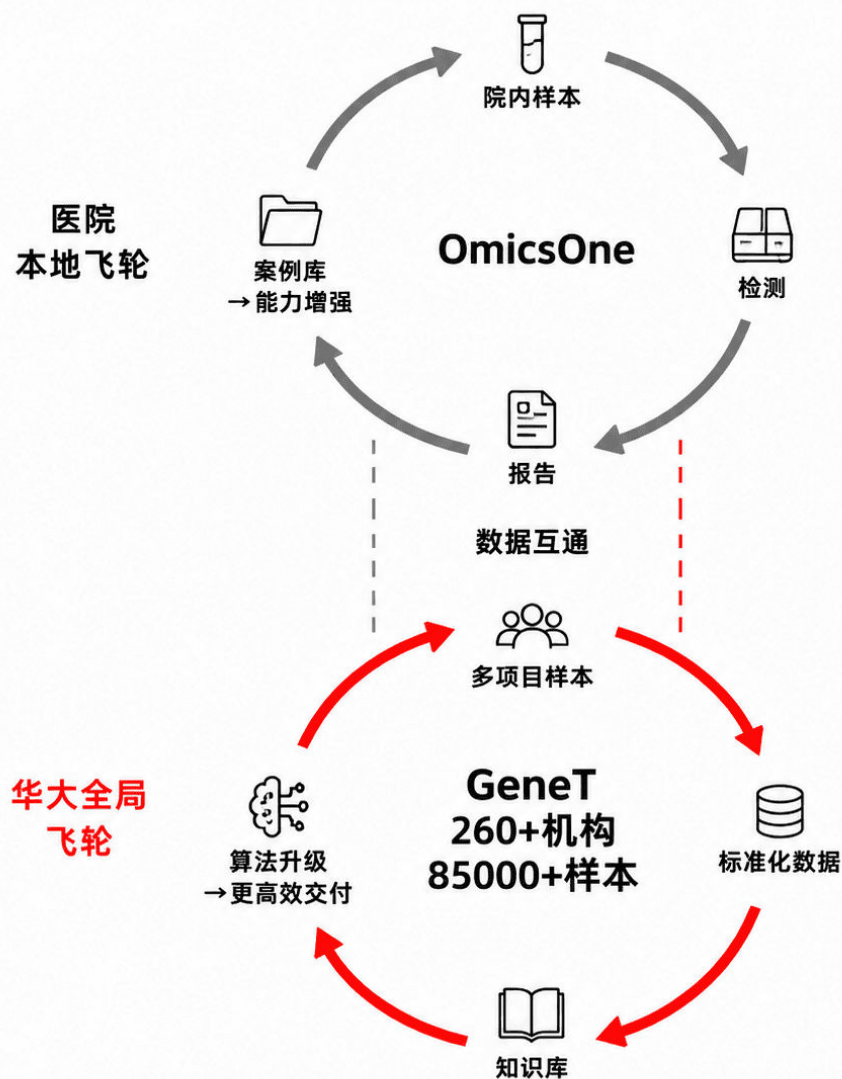 院内样本
医院
本地飞轮
案例库
→能力增强
OmicsOne
检测
报告
数据互通
多项目样本
华大全局
飞轮
算法升级
→更高效交付
GeneT
260+机构
85000+样本
标准化数据
知识库